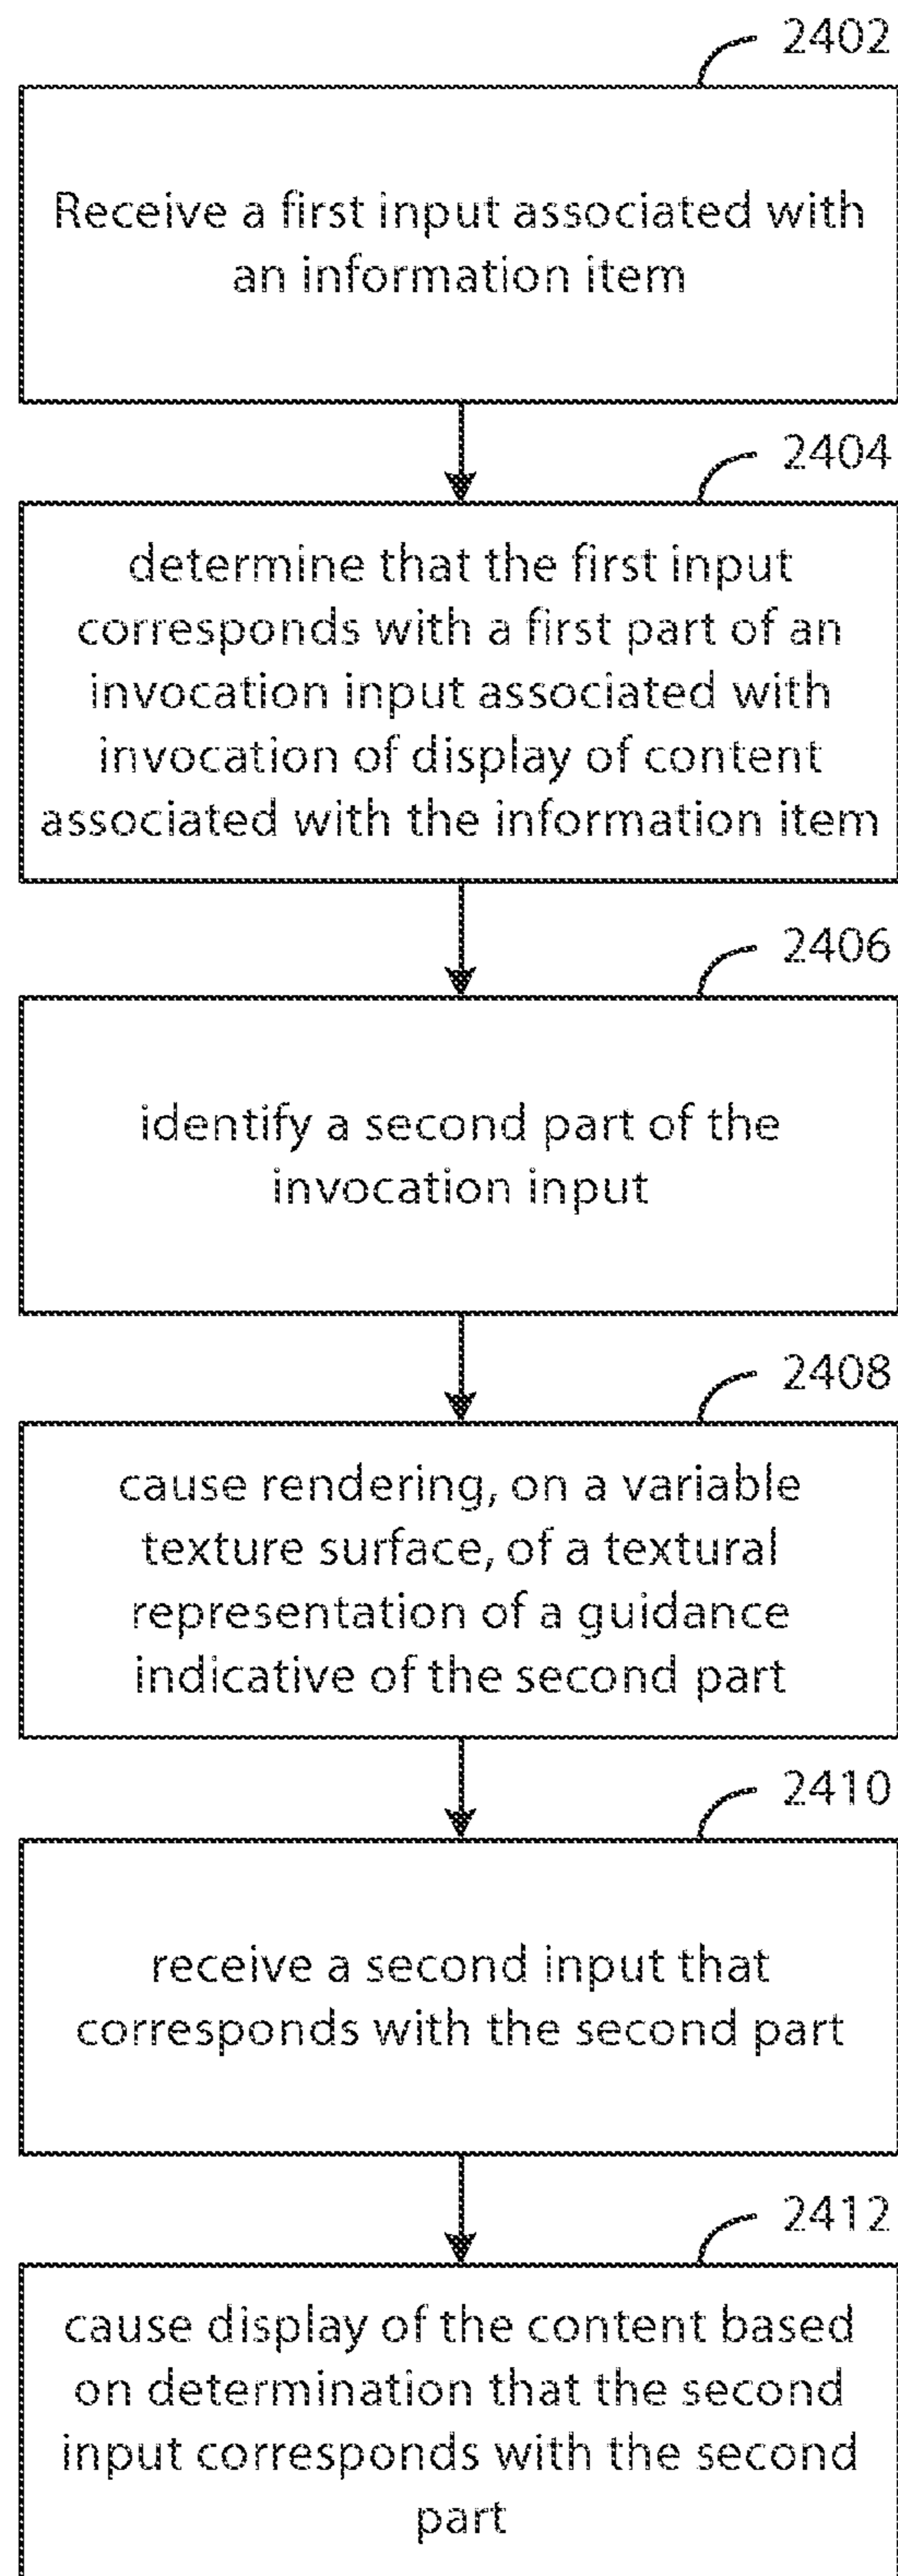 2402
Receive a first input associated with
an information item
2404
determine that the first input
corresponds with a first part of an
invocation input associated with
invocation of display of content
associated with the information item
2406
identify a second part of the
invocation input
2408
cause rendering, on a variable
texture surface, of a textural
representation of a guidance
indicative of the second part
2410
receive a second input that
corresponds with the second part
2412
cause display of the content based
on determination that the second
input corresponds with the second
part